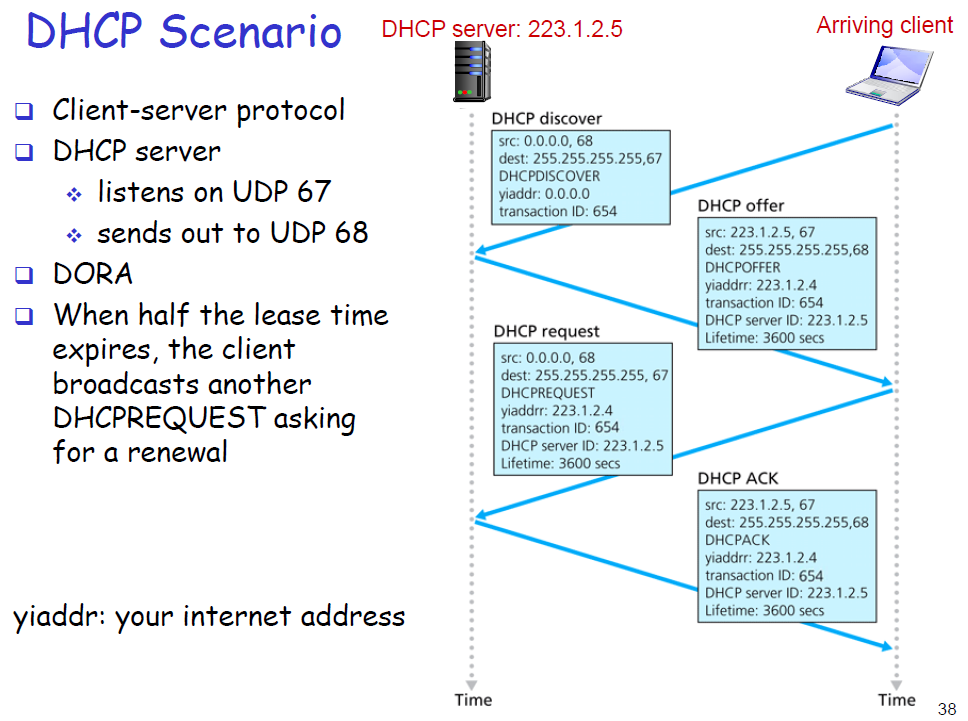 DHCP Scenario
DHCP server: 223.1.2.5
Arriving client
Client-server protocol
DHCP server
listens on UDP 67
sends out to UDP 68
DORA
When half the lease time
expires, the client
broadcasts another
DHCPREQUEST asking
for a renewal
yiaddr: your internet address
DHCP discover
src: 0.0.0.0, 68
dest: 255.255.255.255,67
DHCPDISCOVER
yiaddr: 0.0.0.0
transaction ID: 654
DHCP offer
src: 223.1.2.5, 67
dest: 255.255.255.255,68
DHCPOFFER
yiaddrr: 223.1.2.4
transaction ID: 654
DHCP server ID: 223.1.2.5
Lifetime: 3600 secs
DHCP request
src: 0.0.0.0, 68
dest: 255.255.255.255, 67
DHCPREQUEST
yiaddrr: 223.1.2.4
transaction ID: 654
DHCP server ID: 223.1.2.5
Lifetime: 3600 secs
DHCP ACK
src: 223.1.2.5, 67
dest: 255.255.255.255,68
DHCPACK
yiaddrr: 223.1.2.4
transaction ID: 654
DHCP server ID: 223.1.2.5
Lifetime: 3600 secs
Time
Time
38